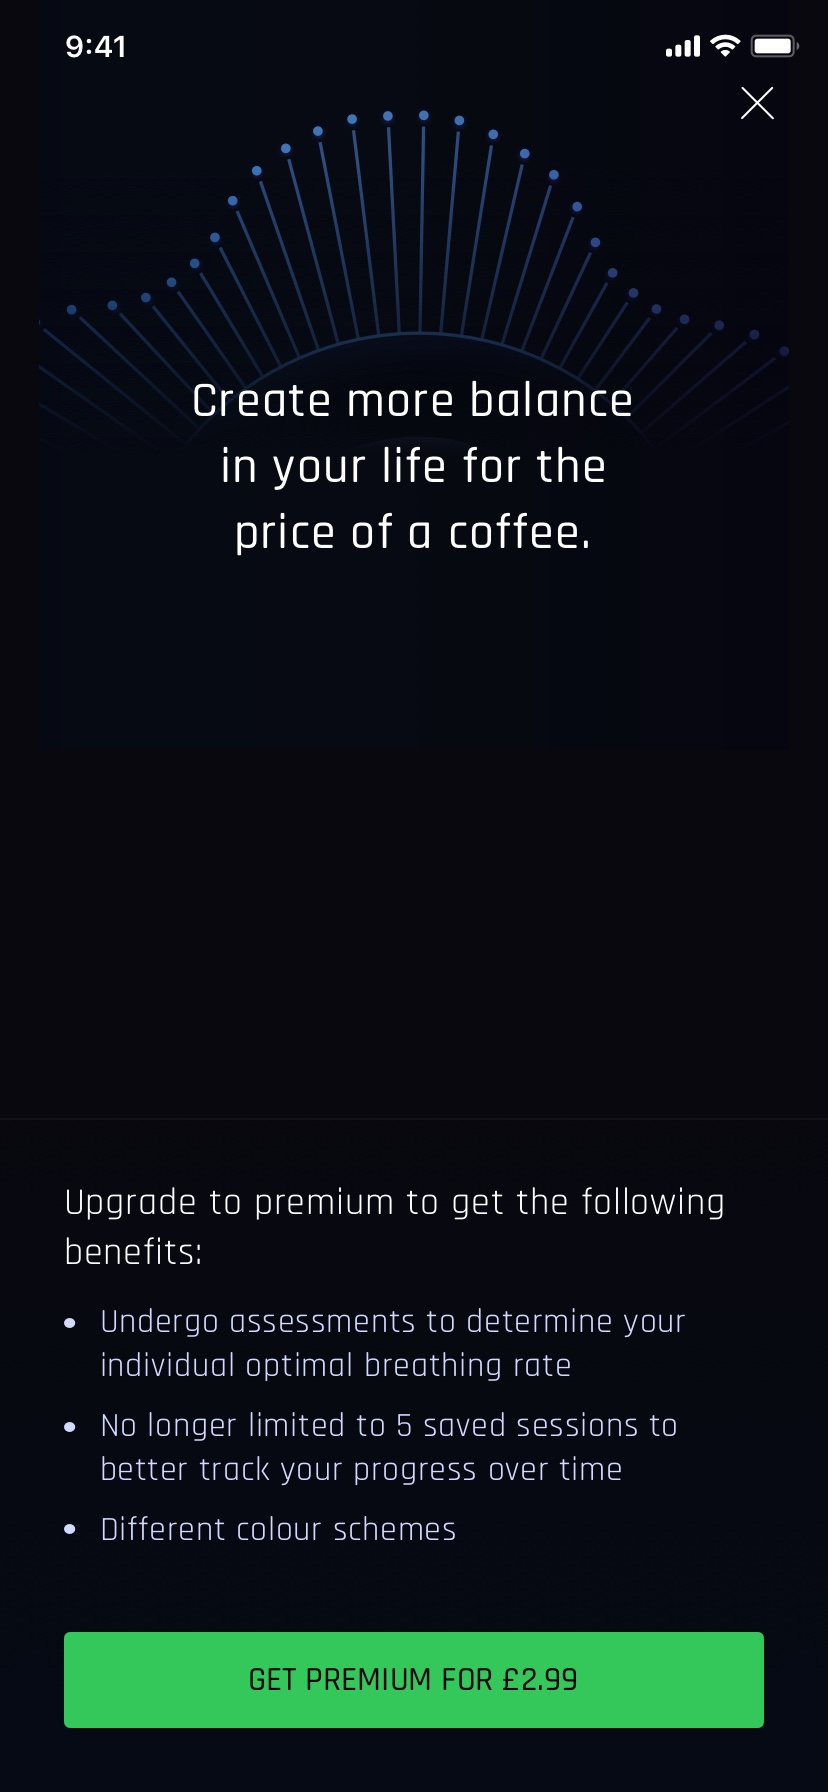 9:41
Create more balance
in your life for the
price of a coffee.
Upgrade to premium to get the following
benefits:
Undergo assessments to determine your
individual optimal breathing rate
No longer limited to 5 saved sessions to
better track your progress over time
Different colour schemes
GET PREMIUM FOR £2.99